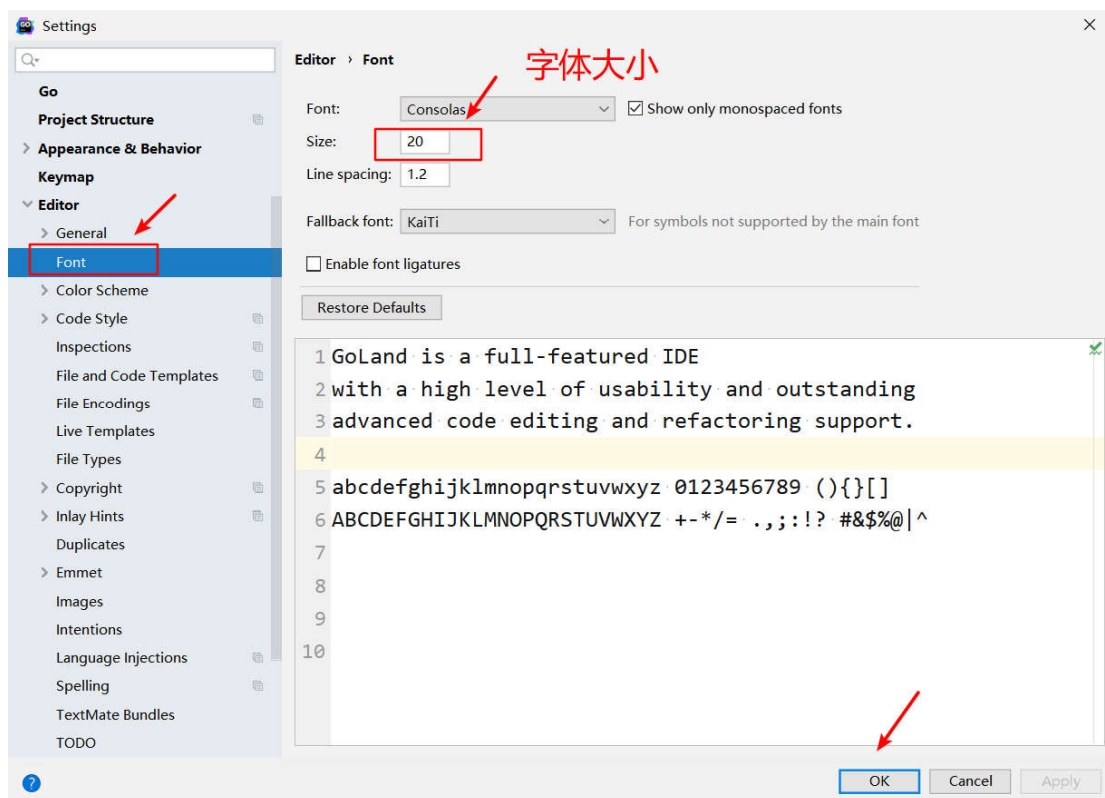 Settings
Editor › Font
字体大小
Go
Project Structure
Appearance & Behavior
Keymap
Editor
General
Font
Color Scheme
Code Style
Inspections
File and Code Templates
File Encodings
Live Templates
File Types
Copyright
Inlay Hints
Duplicates
Emmet
Images
Intentions
Language Injections
Spelling
TextMate Bundles
TODO
Font: Consolas Show only monospaced fonts
Size: 20
Line spacing: 1.2
Fallback font: KaiTi For symbols not supported by the main font
Enable font ligatures
Restore Defaults
1 GoLand is a full-featured IDE
2 with a high level of usability and outstanding
3 advanced code editing and refactoring support.
4
5 abcdefghijklmnopqrstuvwxyz 0123456789 (){}[]
6 ABCDEFGHIJKLMNOPQRSTUVWXYZ +-*/= .,;:!? #&$%@|^
7
8
9
10
? OK Cancel Apply